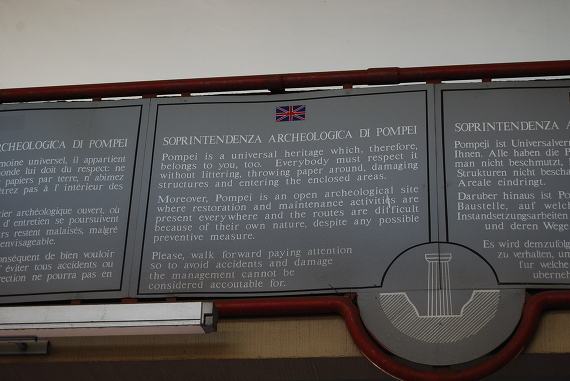 CHEOLOGICA DI POMPEI
moine universel, il appartient
onde lui doit du respect: ne
papiers par terre, n'abîmez
trez pas à l'intérieur des
ier archéologique ouvert, où
d'entretien se poursuivent
rs restent malaisés, malgré
envisageable.
onséquent de bien vouloir
'éviter tous accidents ou
rection ne pourra pas en
SOPRINTENDENZA ARCHEOLOGICA DI POMPEI
Pompei is a universal heritage which, therefore,
belongs to you, too. Everybody must respect it
without littering, throwing paper around, damaging
structures and entering the enclosed areas.
Moreover, Pompei is an open archeological site
where restoration and maintenance activities are
present everywhere and the routes are difficult
because of their own nature, despite any possible
preventive measure.
Please, walk forward paying attention
so to avoid accidents and damage
the management cannot be
considered accoutable for.
SOPRINTENDENZA A
Pompeji ist Universalver
Ihnen. Alle haben die P
man nicht beschmutzt,
Strukturen nicht bescha
Areale eindringt.
Darüber hinaus ist Po
Baustelle, auf welch
Instandsetzungsarbeiten
und deren Wege
Es wird demzufolg
zu verhalten, un
für welche
überneh